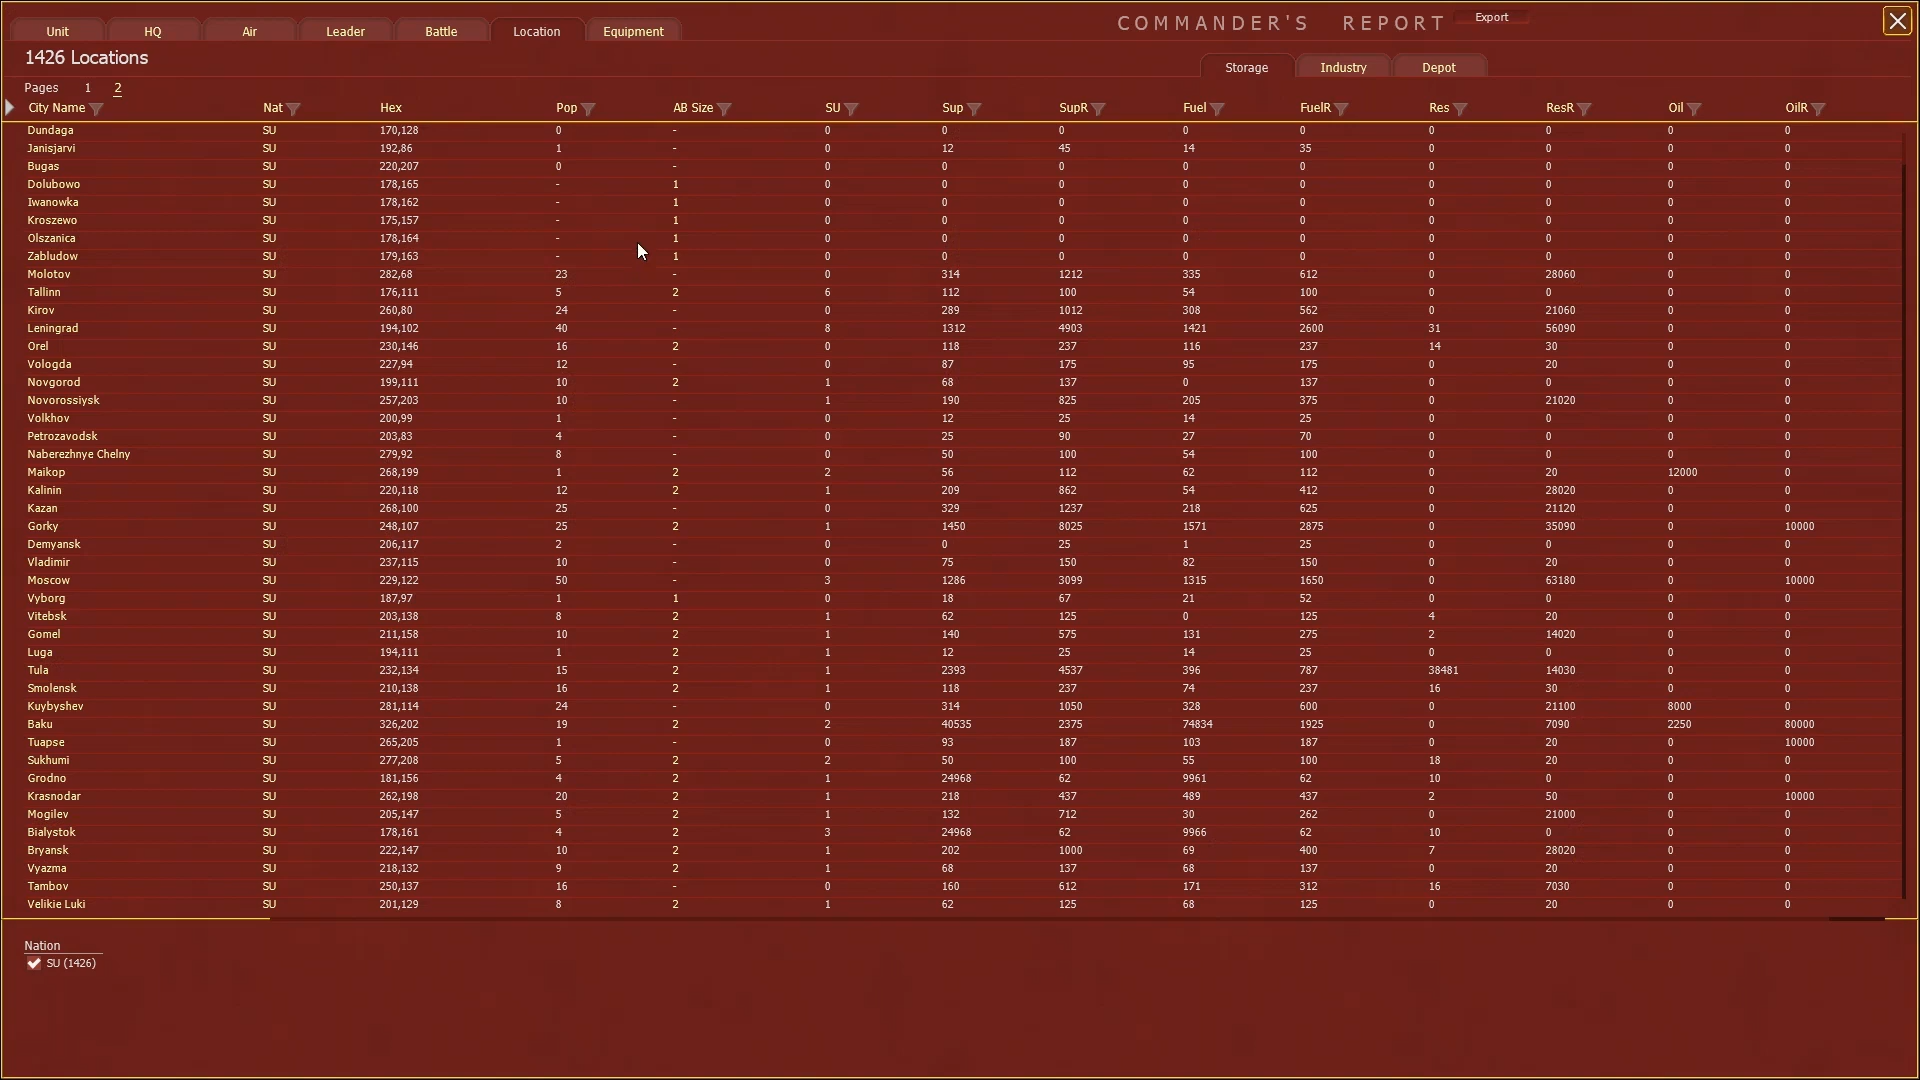 COMMANDER'S REPORT Export
Unit HQ Air Leader Battle Location Equipment
1426 Locations
Storage Industry Depot
Pages 1 2
City Name Nat Hex Pop AB Size SU Sup SupR Fuel FuelR Res ResR Oil OilR
Dundaga SU 170,128 0 - 0 0 0 0 0 0 0 0 0
Janisjarvi SU 192,86 1 - 0 12 45 14 35 0 0 0 0
Bugas SU 220,207 0 - 0 0 0 0 0 0 0 0 0
Dolubowo SU 178,165 - 1 0 0 0 0 0 0 0 0 0
Iwanowka SU 178,162 - 1 0 0 0 0 0 0 0 0 0
Kroszewo SU 175,157 - 1 0 0 0 0 0 0 0 0 0
Olszanica SU 178,164 - 1 0 0 0 0 0 0 0 0 0
Zabludow SU 179,163 - 1 0 0 0 0 0 0 0 0 0
Molotov SU 282,68 23 - 0 314 1212 335 612 0 28060 0 0
Tallinn SU 176,111 5 2 6 112 100 54 100 0 0 0 0
Kirov SU 260,80 24 - 0 289 1012 308 562 0 21060 0 0
Leningrad SU 194,102 40 - 8 1312 4903 1421 2600 31 56090 0 0
Orel SU 230,146 16 2 0 118 237 116 237 14 30 0 0
Vologda SU 227,94 12 - 0 87 175 95 175 0 20 0 0
Novgorod SU 199,111 10 2 1 68 137 0 137 0 20 0 0
Novorossiysk SU 257,203 10 - 1 190 825 205 375 0 21020 0 0
Volkhov SU 200,99 1 - 0 12 25 14 25 0 0 0 0
Petrozavodsk SU 203,83 4 - 0 25 90 27 70 0 0 0 0
Naberezhnye Chelny SU 279,92 8 - 0 50 100 54 100 0 0 0 0
Maikop SU 268,199 1 2 2 56 112 62 112 0 20 12000 0
Kalinin SU 220,118 12 2 1 209 862 54 412 0 28020 0 0
Kazan SU 268,100 25 - 0 329 1237 218 625 0 21120 0 0
Gorky SU 248,107 25 2 1 1450 8025 1571 2875 0 35090 0 10000
Demyansk SU 206,117 2 - 0 0 25 1 25 0 0 0 0
Vladimir SU 237,115 10 - 0 75 150 82 150 0 20 0 0
Moscow SU 229,122 50 - 3 1286 3099 1315 1650 0 63180 0 10000
Vyborg SU 187,97 1 1 0 18 67 21 52 0 0 0 0
Vitebsk SU 203,138 8 2 1 62 125 0 125 4 20 0 0
Gomel SU 211,158 10 2 1 140 575 131 275 2 14020 0 0
Luga SU 194,111 1 2 1 12 25 14 25 0 0 0 0
Tula SU 232,134 15 2 1 2393 4537 396 787 38481 14030 0 0
Smolensk SU 210,138 16 2 1 118 237 74 237 16 30 0 0
Kuybyshev SU 281,114 24 - 0 314 1050 328 600 0 21100 8000 0
Baku SU 326,202 19 2 2 40535 2375 74834 1925 0 7090 2250 80000
Tuapse SU 265,205 1 - 0 93 187 103 187 0 20 0 10000
Sukhumi SU 277,208 5 2 2 50 100 55 100 18 20 0 0
Grodno SU 181,156 4 2 1 24968 62 9961 62 10 0 0 0
Krasnodar SU 262,198 20 2 1 218 437 489 437 2 50 0 10000
Mogilev SU 205,147 5 2 1 132 712 30 262 0 21000 0 0
Bialystok SU 178,161 4 2 3 24968 62 9966 62 10 0 0 0
Bryansk SU 222,147 10 2 1 202 1000 69 400 7 28020 0 0
Vyazma SU 218,132 9 2 1 68 137 68 137 0 20 0 0
Tambov SU 250,137 16 - 0 160 612 171 312 16 7030 0 0
Velikie Luki SU 201,129 8 2 1 62 125 68 125 0 20 0 0
Nation
SU (1426)